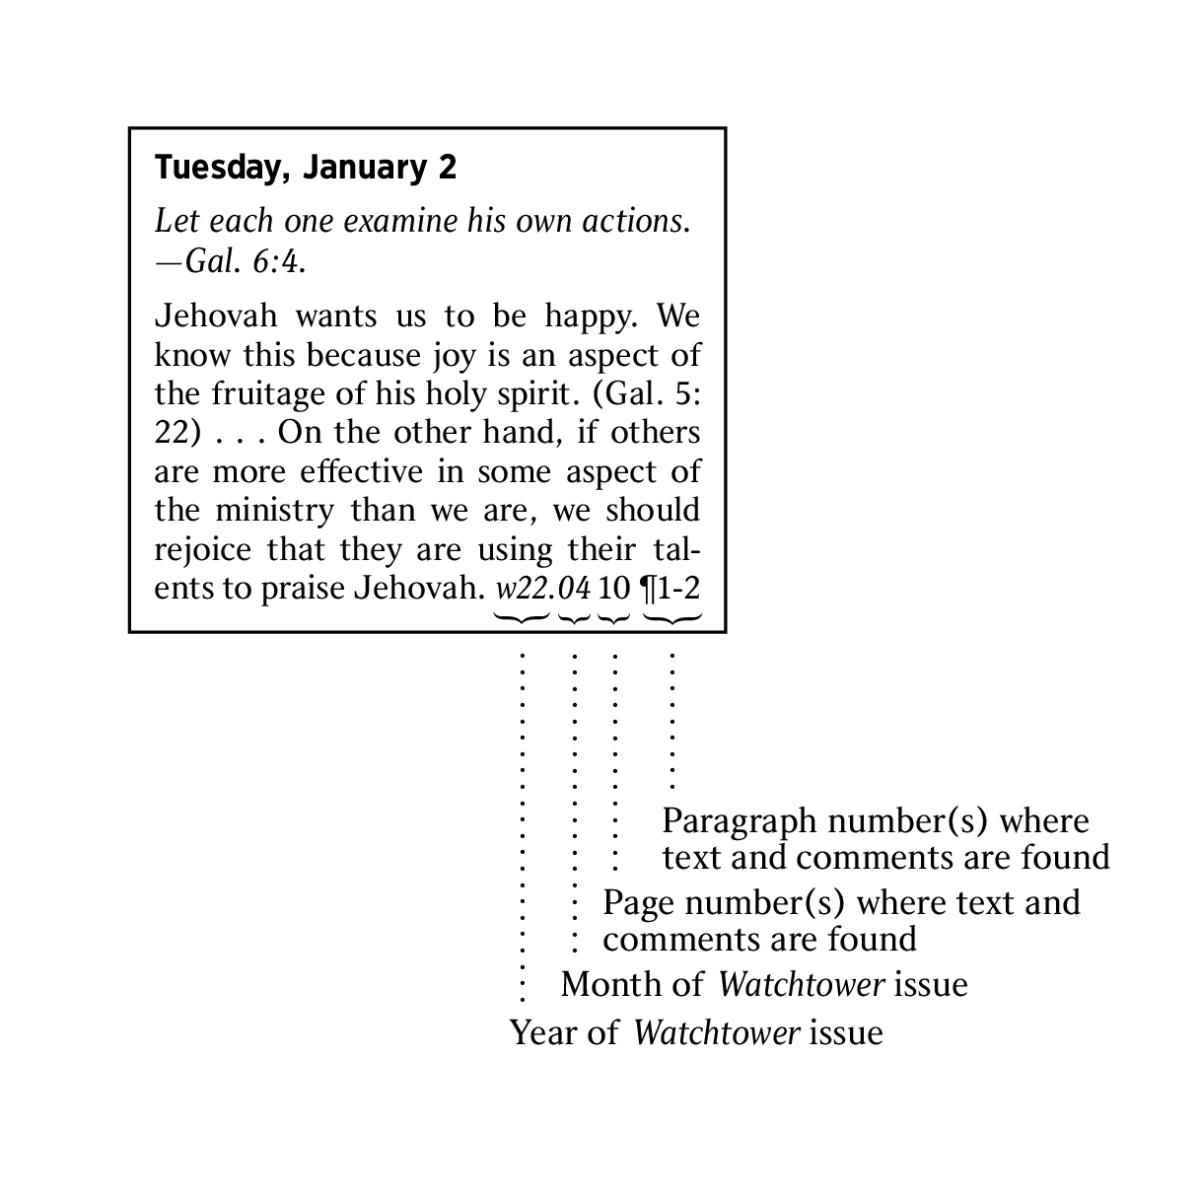 Tuesday, January 2
Let each one examine his own actions.
—Gal. 6:4.
Jehovah wants us to be happy. We
know this because joy is an aspect of
the fruitage of his holy spirit. (Gal. 5:
22) . . . On the other hand, if others
are more effective in some aspect of
the ministry than we are, we should
rejoice that they are using their tal-
ents to praise Jehovah. w22.04 10 ¶1-2
Paragraph number(s) where
text and comments are found
Page number(s) where text and
comments are found
Month of Watchtower issue
Year of Watchtower issue